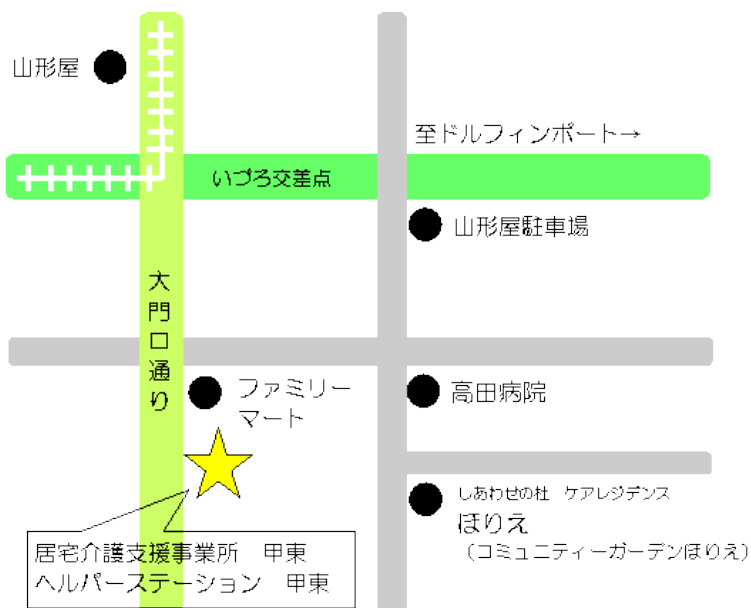 山形屋
至ドルフィンポート→
いづろ交差点
山形屋駐車場
大門口通り
ファミリー
マート
高田病院
しあわせの杜 ケアレジデンス
ほりえ
(コミュニティーガーデンほりえ)
居宅介護支援事業所 甲東
ヘルパーステーション 甲東